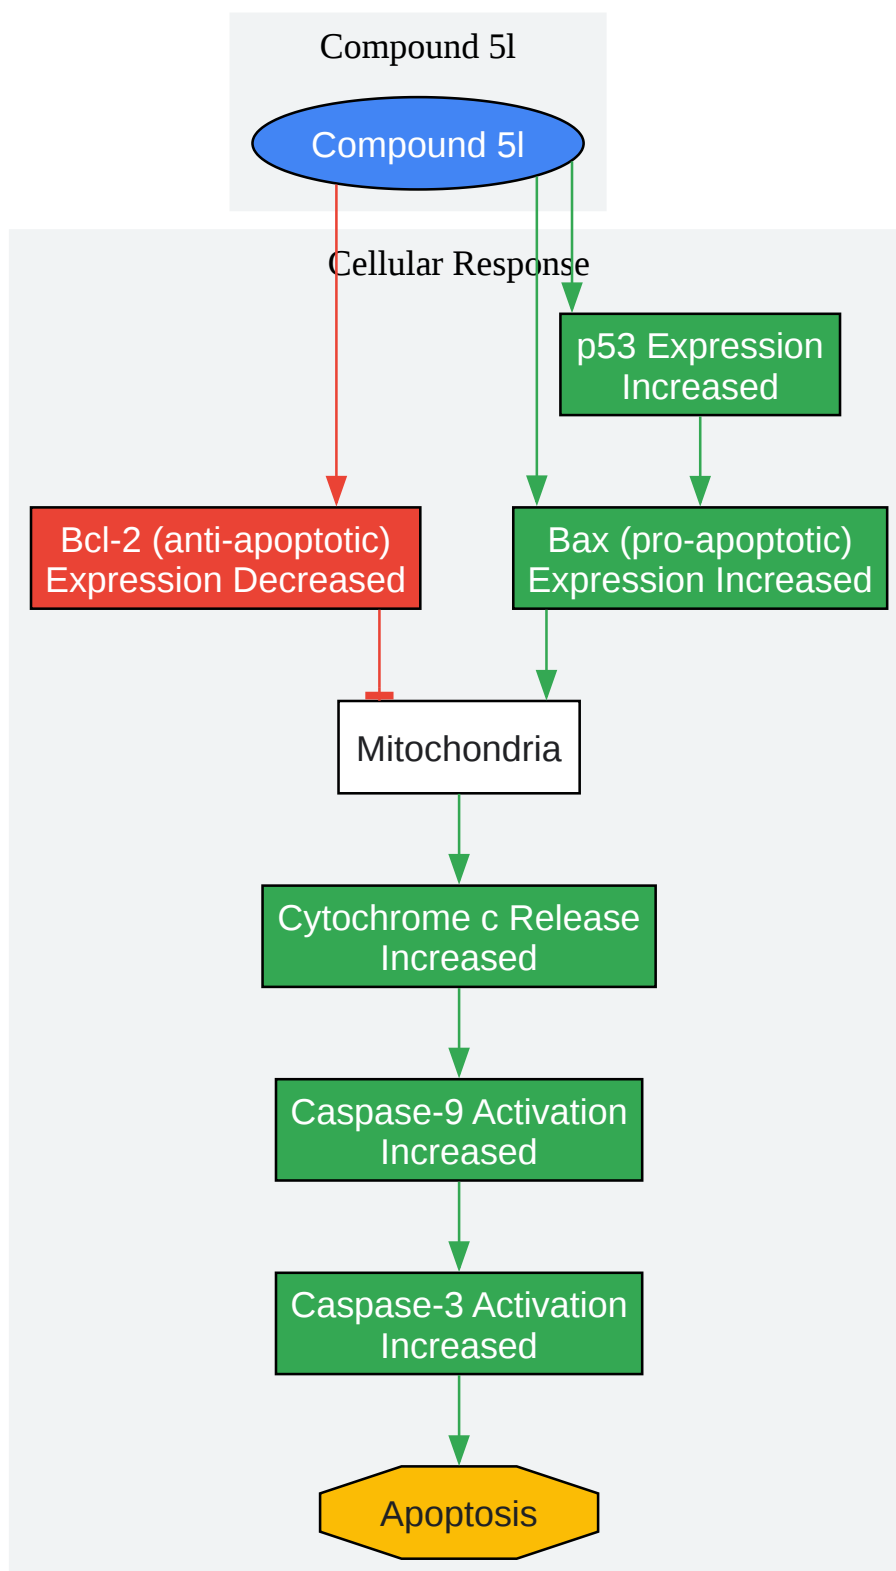 Compound 5l
Compound 5l
Cellular Response
p53 Expression
Increased
Bcl-2 (anti-apoptotic)
Expression Decreased
Bax (pro-apoptotic)
Expression Increased
Mitochondria
Cytochrome c Release
Increased
Caspase-9 Activation
Increased
Caspase-3 Activation
Increased
Apoptosis